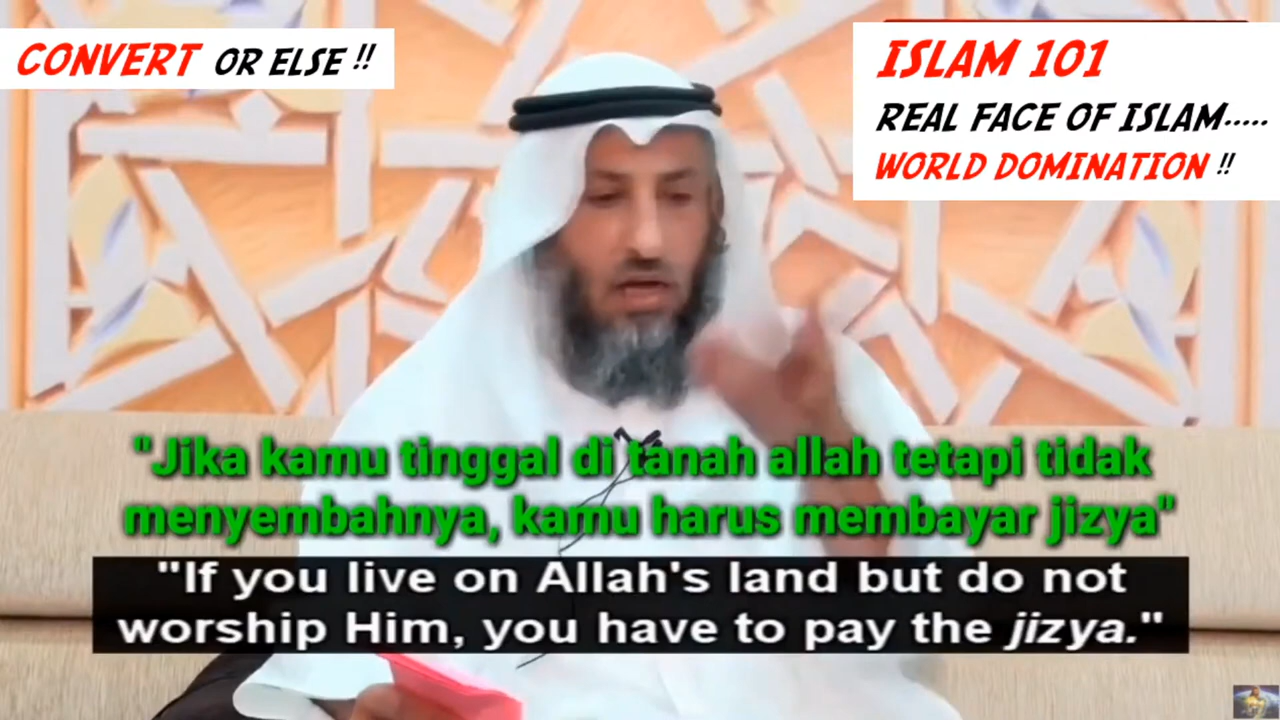 CONVERT OR ELSE !!
ISLAM 101
REAL FACE OF ISLAM.....
WORLD DOMINATION !!
"Jika kamu tinggal di tanah allah tetapi tidak
menyembahnya, kamu harus membayar jizya"
"If you live on Allah's land but do not
worship Him, you have to pay the jizya."